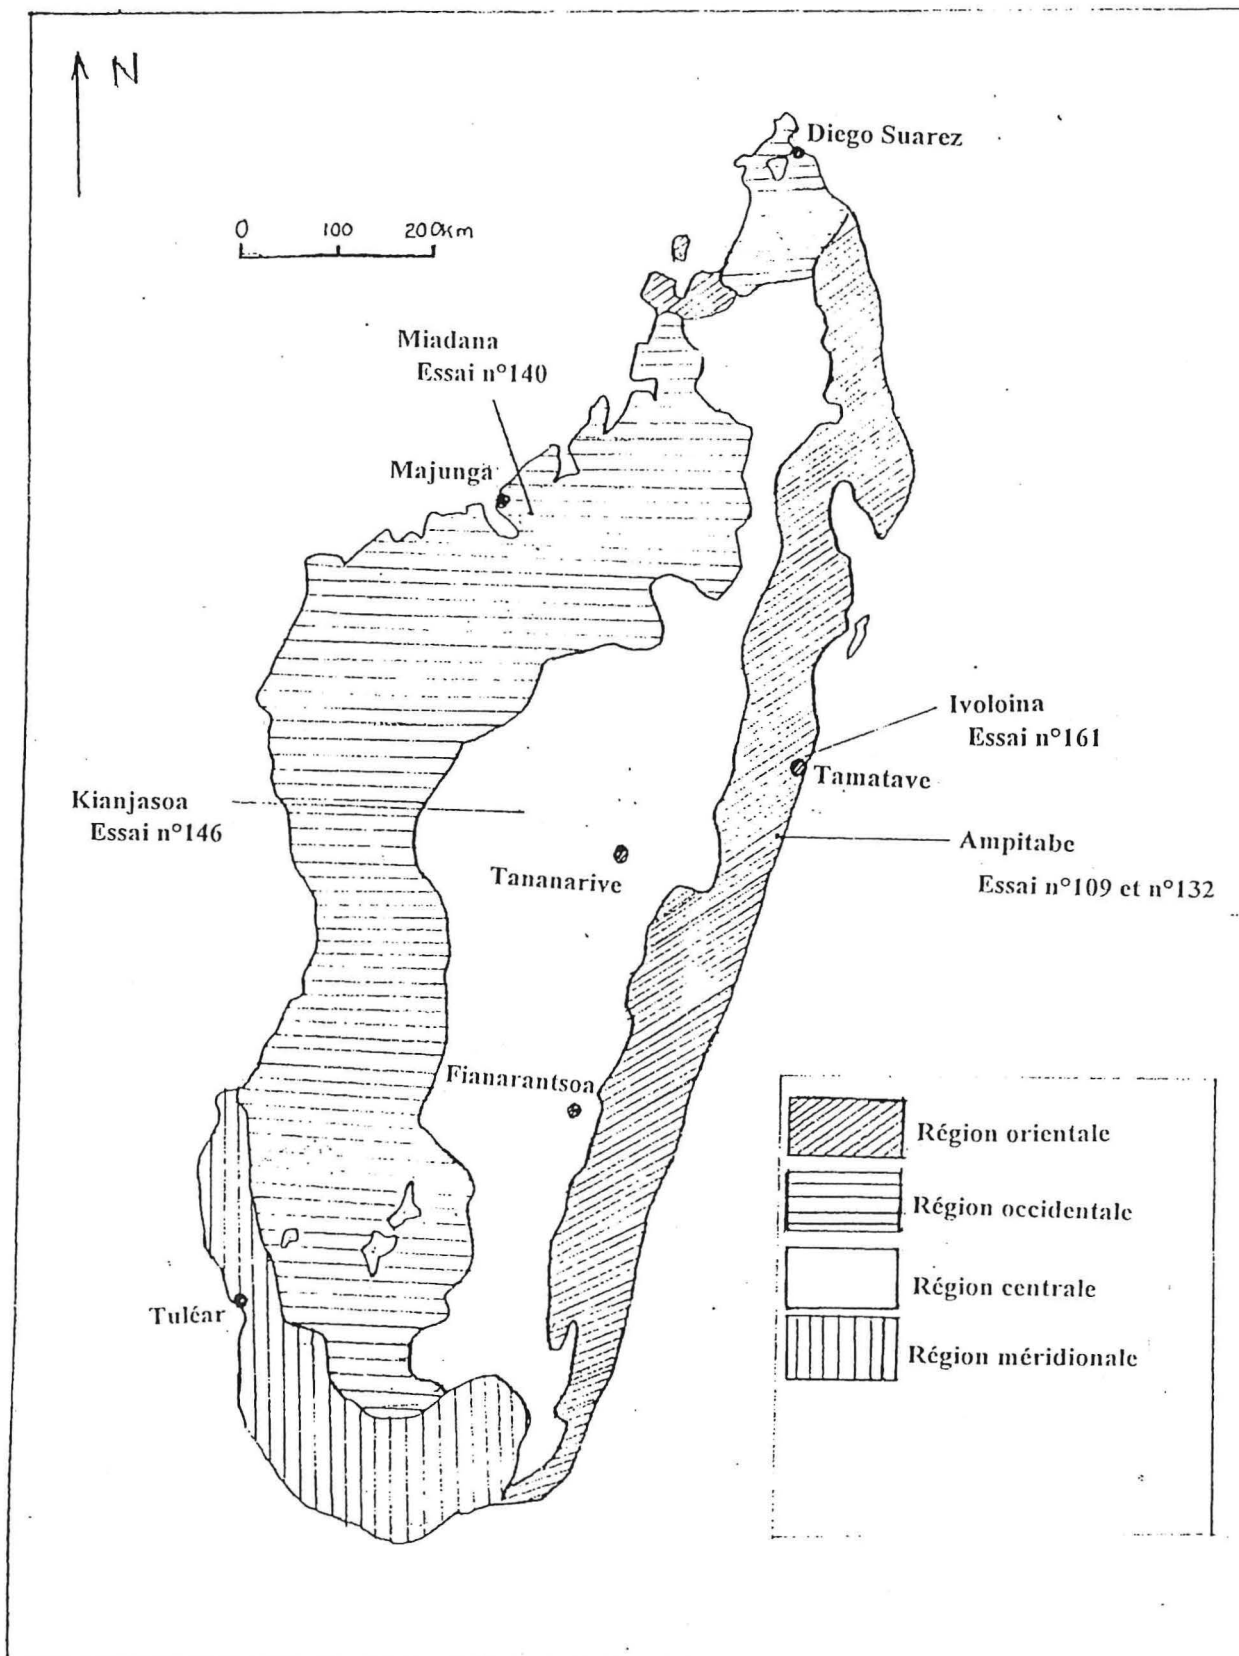 N
Diego Suarez
0 100 200km
Miadana
Essai n°140
Majunga
Ivoloina
Essai n°161
Tamatave
Kianjasoa
Essai n°146
Ampitabe
Essai n°109 et n°132
Tananarive
Fianarantsoa
Région orientale
Région occidentale
Région centrale
Région méridionale
Tuléar